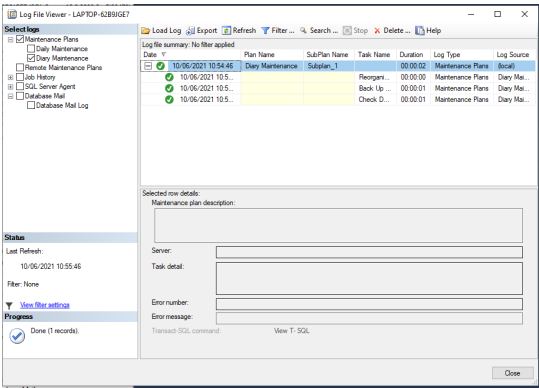 Log File Viewer - LAPTOP-62B9JGE7
Select logs
Maintenance Plans
Daily Maintenance
Diary Maintenance
Remote Maintenance Plans
Job History
SQL Server Agent
Database Mail
Database Mail Log
Load Log Export Refresh Filter ... Search ... Stop Delete ... Help
Log file summary: No filter applied
Date Plan Name SubPlan Name Task Name Duration Log Type Log Source
10/06/2021 10:54:46 Diary Maintenance Subplan_1 00:00:02 Maintenance Plans (local)
10/06/2021 10:5... Reorgani... 00:00:00 Maintenance Plans Diary Mai...
10/06/2021 10:5... Back Up ... 00:00:01 Maintenance Plans Diary Mai...
10/06/2021 10:5... Check D... 00:00:01 Maintenance Plans Diary Mai...
Selected row details:
Maintenance plan description:
Server:
Task detail:
Error number:
Error message:
Transact-SQL command: View T-SQL
Status
Last Refresh:
10/06/2021 10:55:46
Filter: None
View filter settings
Progress
Done (1 records).
Close